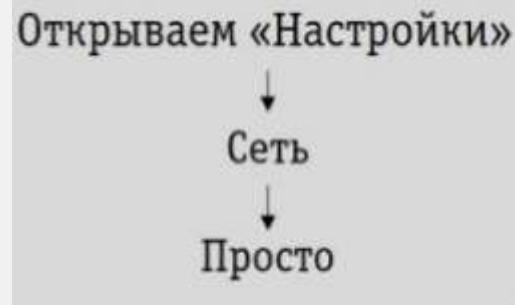 Открываем «Настройки»
Сеть
Просто